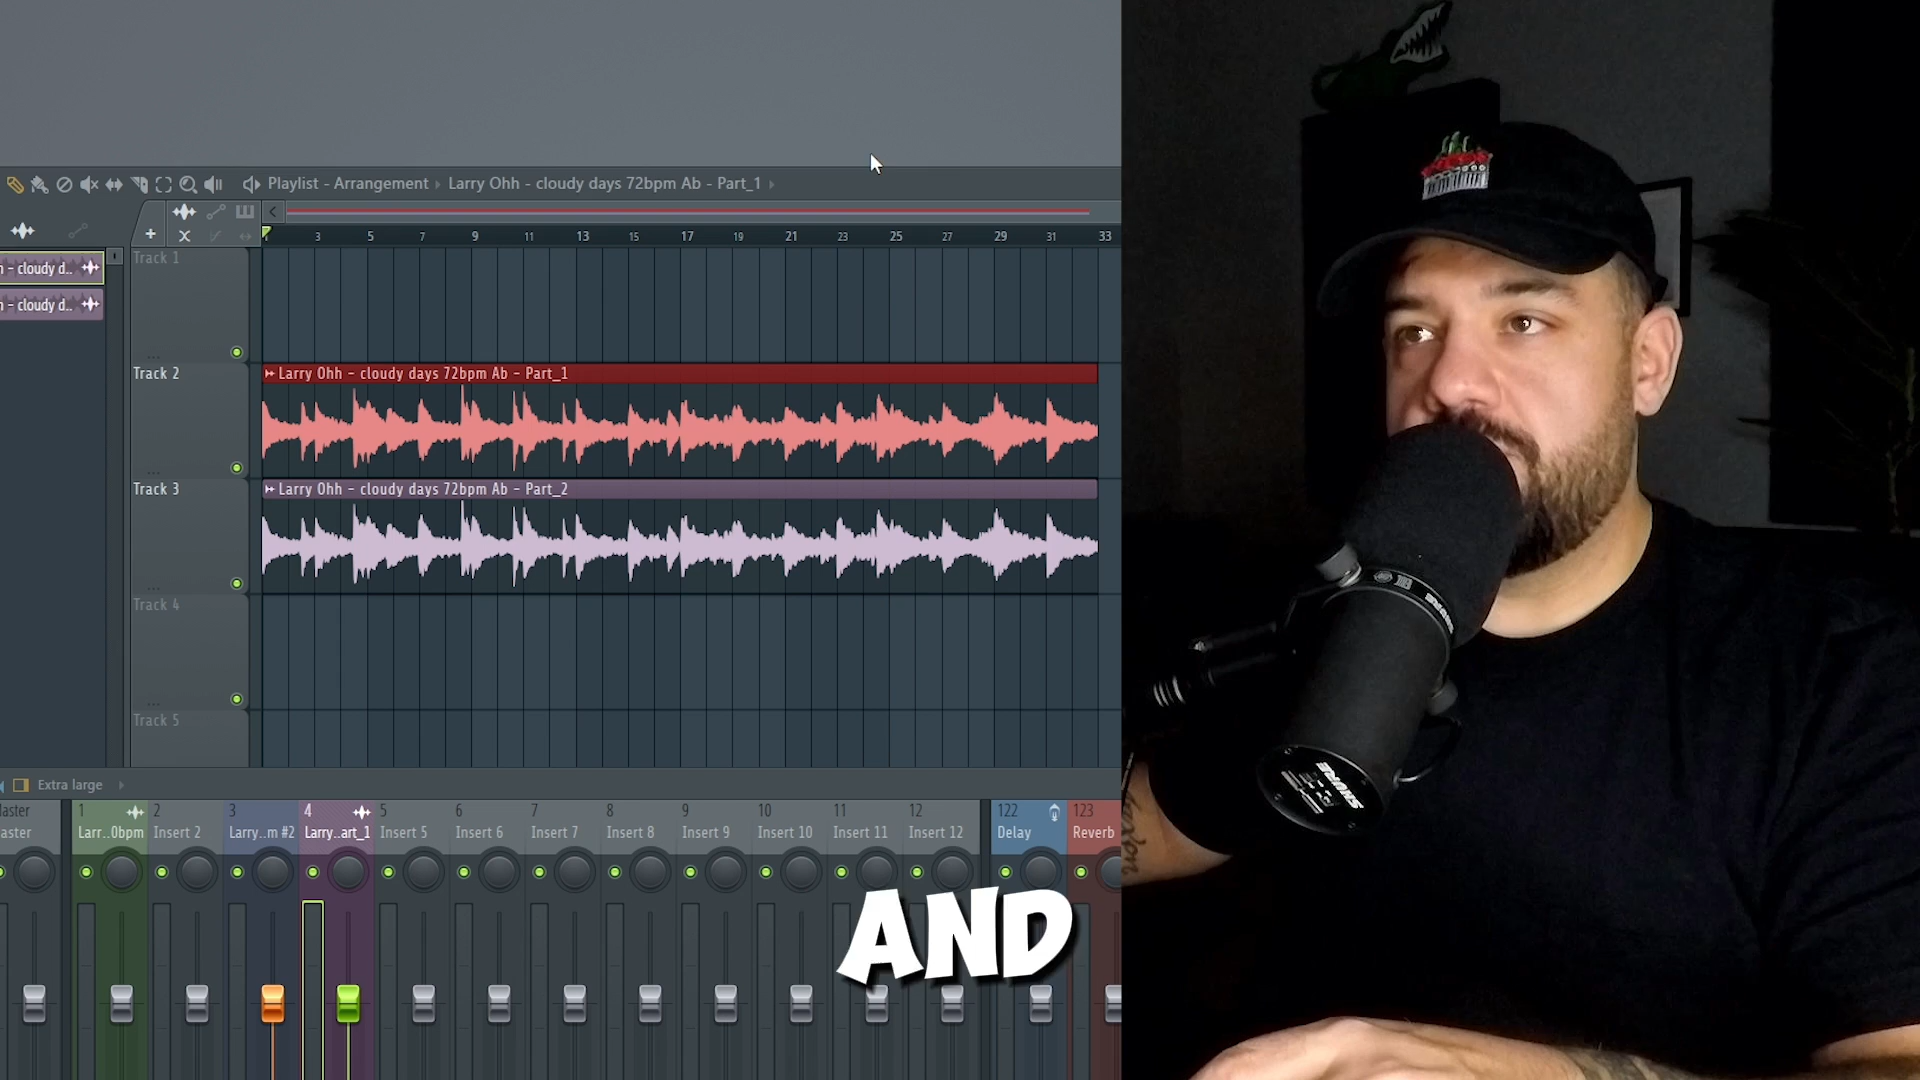 Playlist - Arrangement › Larry Ohh - cloudy days 72bpm Ab - Part_1 ›
3 5 7 9 11 13 15 17 19 21 23 25 27 29 31 33
Track 1
n - cloudy d..
n - cloudy d..
Track 2
Larry Ohh - cloudy days 72bpm Ab - Part_1
Track 3
Larry Ohh - cloudy days 72bpm Ab - Part_2
Track 4
Track 5
Extra large
laster 1 2 3 4 5 6 7 8 9 10 11 12 122 123
aster Larr..0bpm Insert 2 Larry..m #2 Larry..art_1 Insert 5 Insert 6 Insert 7 Insert 8 Insert 9 Insert 10 Insert 11 Insert 12 Delay Reverb
AND
SHURE